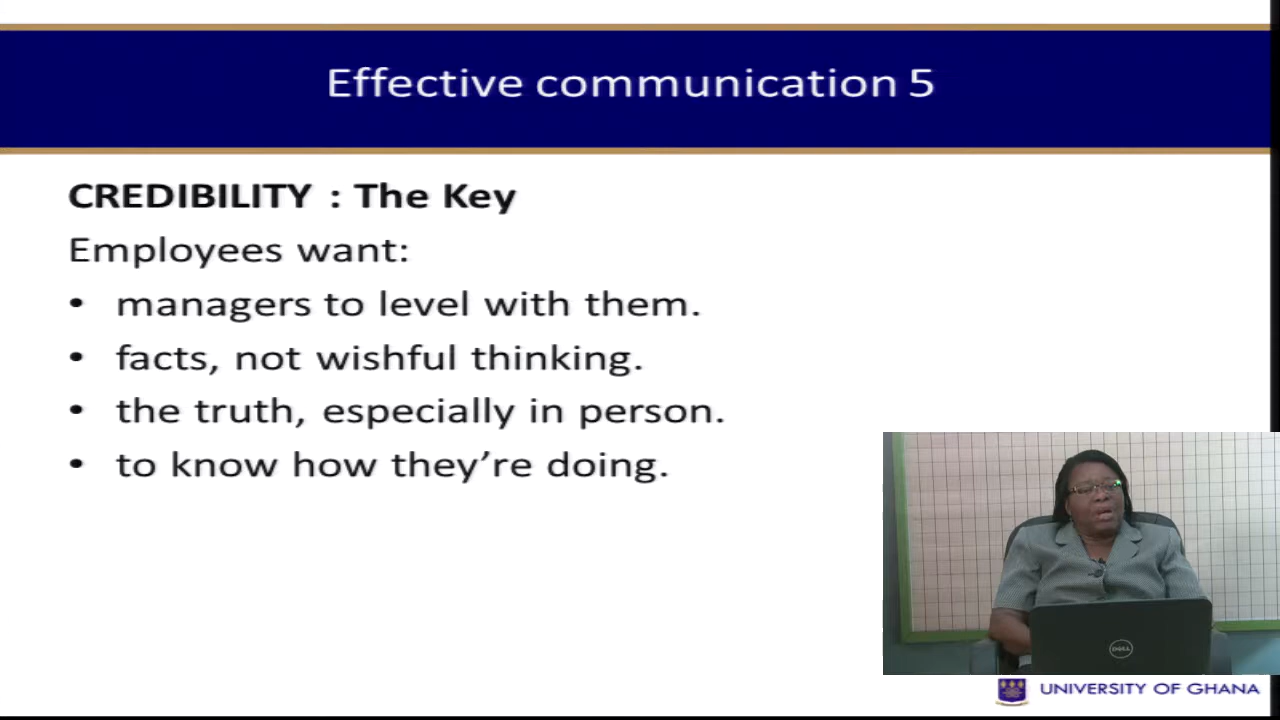 Effective communication 5
CREDIBILITY : The Key
Employees want:
• managers to level with them.
• facts, not wishful thinking.
• the truth, especially in person.
• to know how they’re doing.
DELL
UNIVERSITY OF GHANA